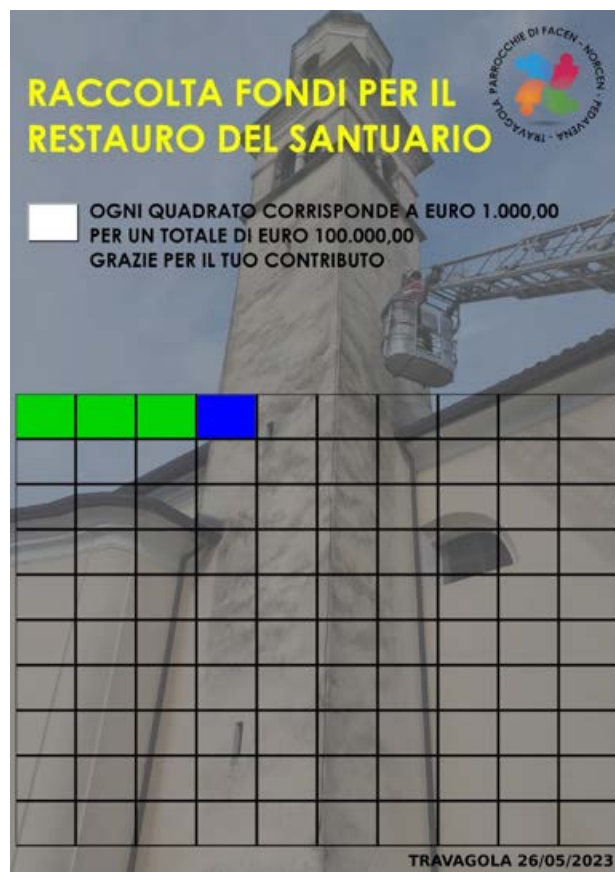 RACCOLTA FONDI PER IL
RESTAURO DEL SANTUARIO
PARROCCHIE DI FACEN - NORCEN - PEDAVENA - TRAVAGOLA
OGNI QUADRATO CORRISPONDE A EURO 1.000,00
PER UN TOTALE DI EURO 100.000,00
GRAZIE PER IL TUO CONTRIBUTO
TRAVAGOLA 26/05/2023